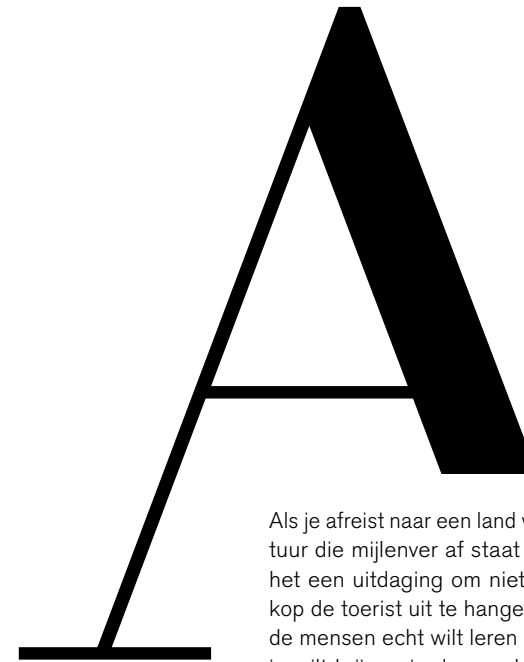 A
Als je afreist naar een land
tuur die mijlenver af staat
het een uitdaging om niet
kop de toerist uit te hange
de mensen echt wilt leren